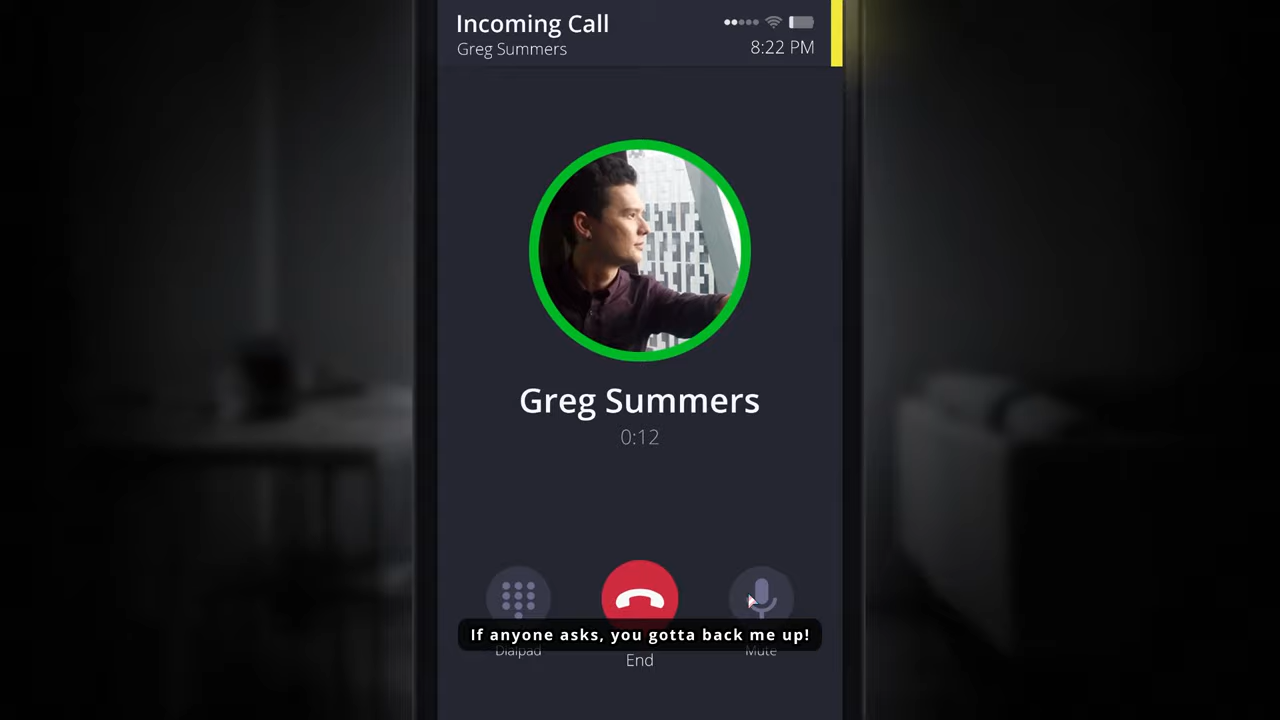 Incoming Call
Greg Summers
8:22 PM
Greg Summers
0:12
If anyone asks, you gotta back me up!
Dialpad
End
Mute